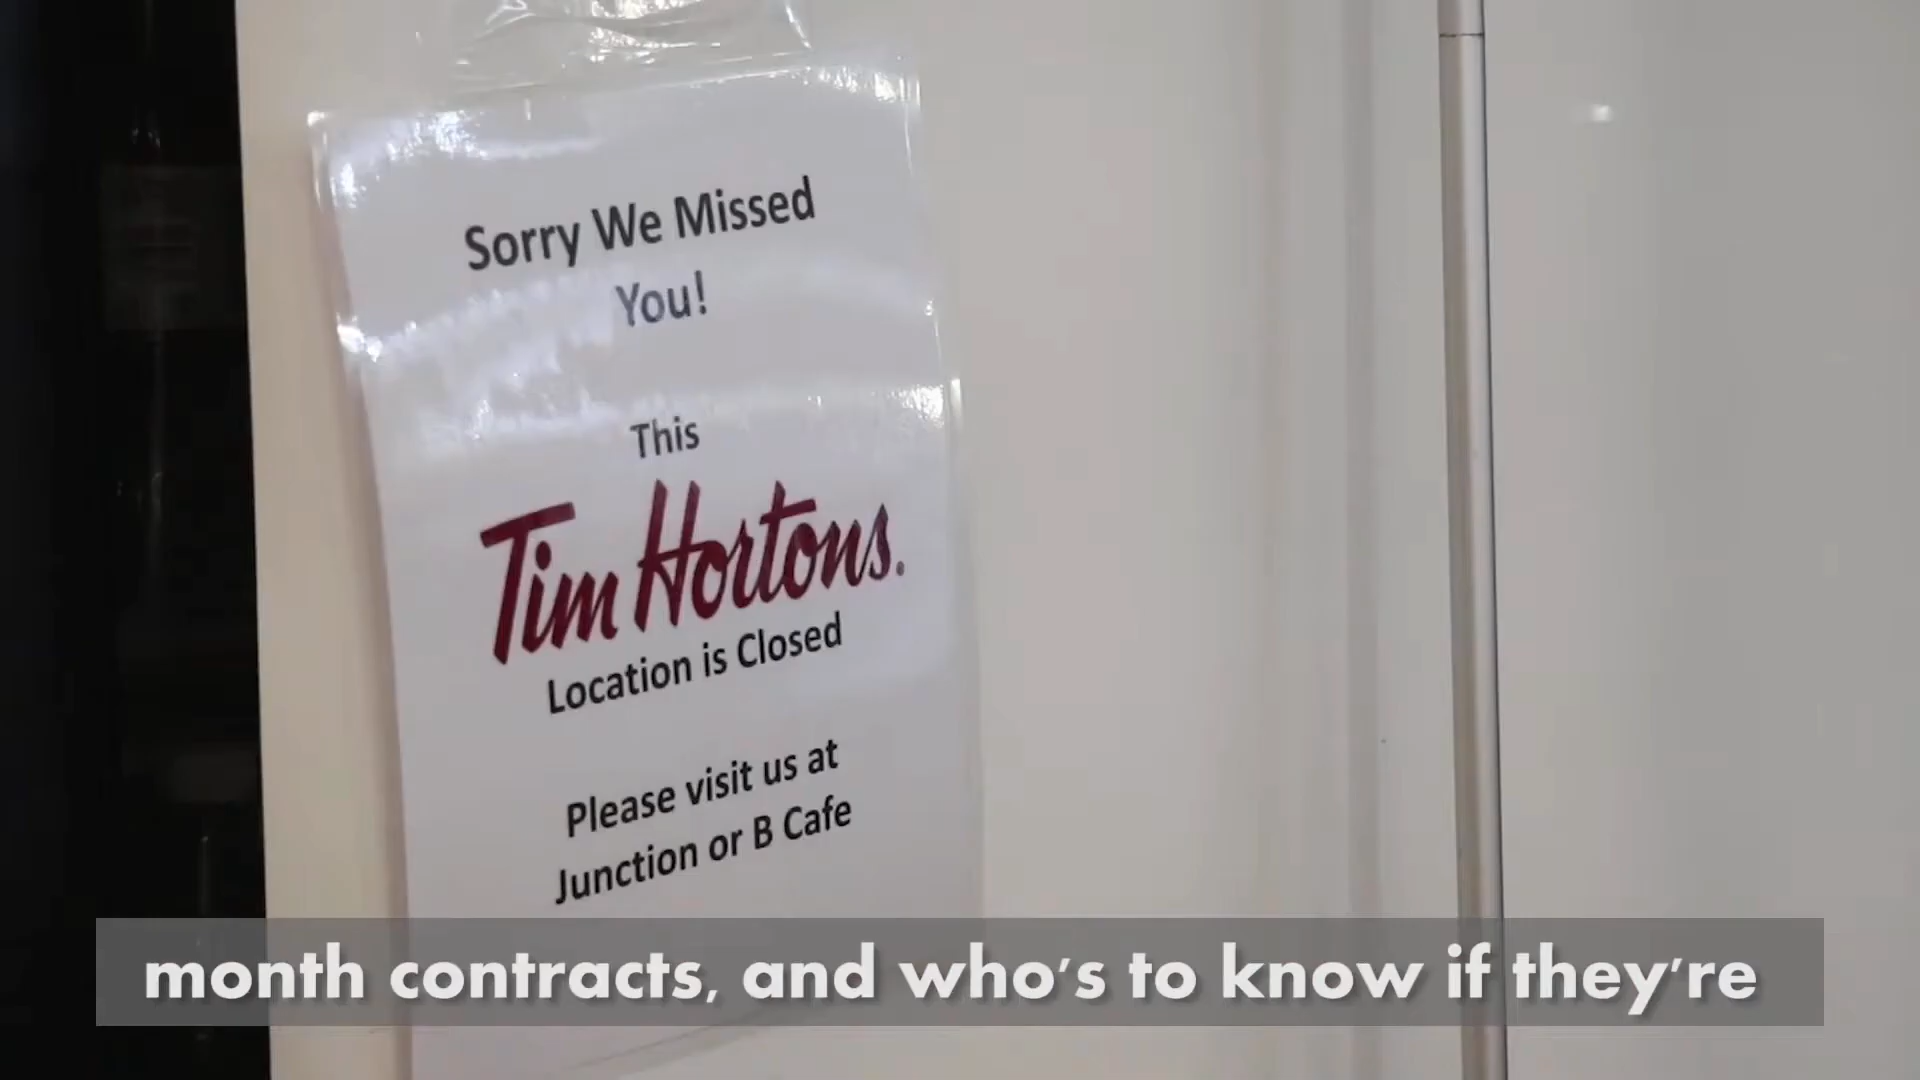 Sorry We Missed
You!
This
Tim Hortons.
Location is Closed
Please visit us at
Junction or B Cafe
month contracts, and who's to know if they're